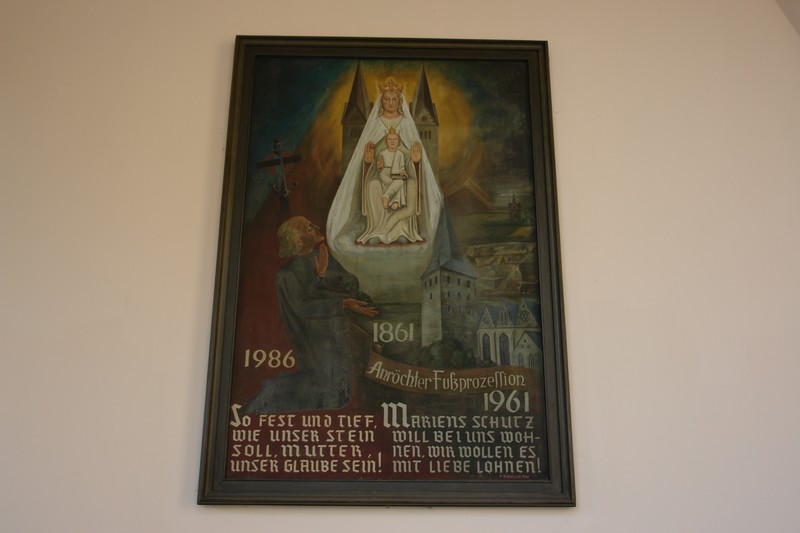 1861
1986
Anröchter Fußprozession
1961
So fest und tief,
wie unser Stein
soll, Mutter,
unser Glaube sein!
Mariens Schutz
will bei uns woh-
nen, wir wollen es
mit Liebe lohnen!